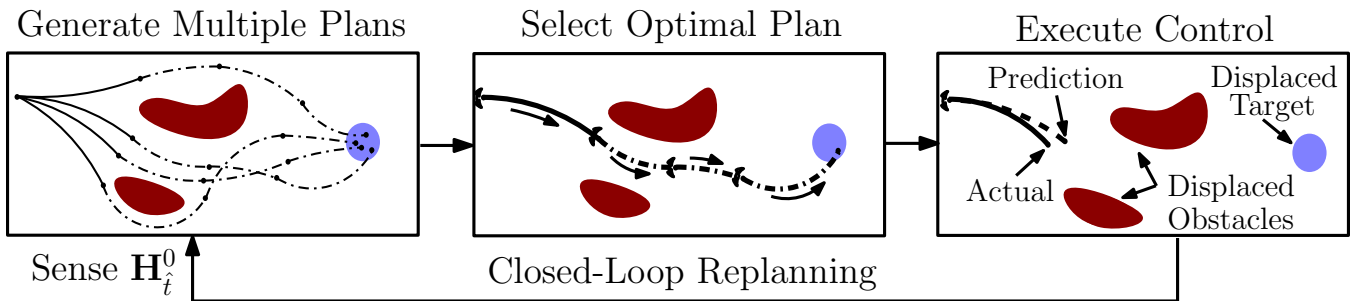 Generate Multiple Plans
Select Optimal Plan
Execute Control
Prediction
Displaced
Target
Actual
Displaced
Obstacles
Sense $\mathbf{H}^0_{\hat{t}}$
Closed-Loop Replanning